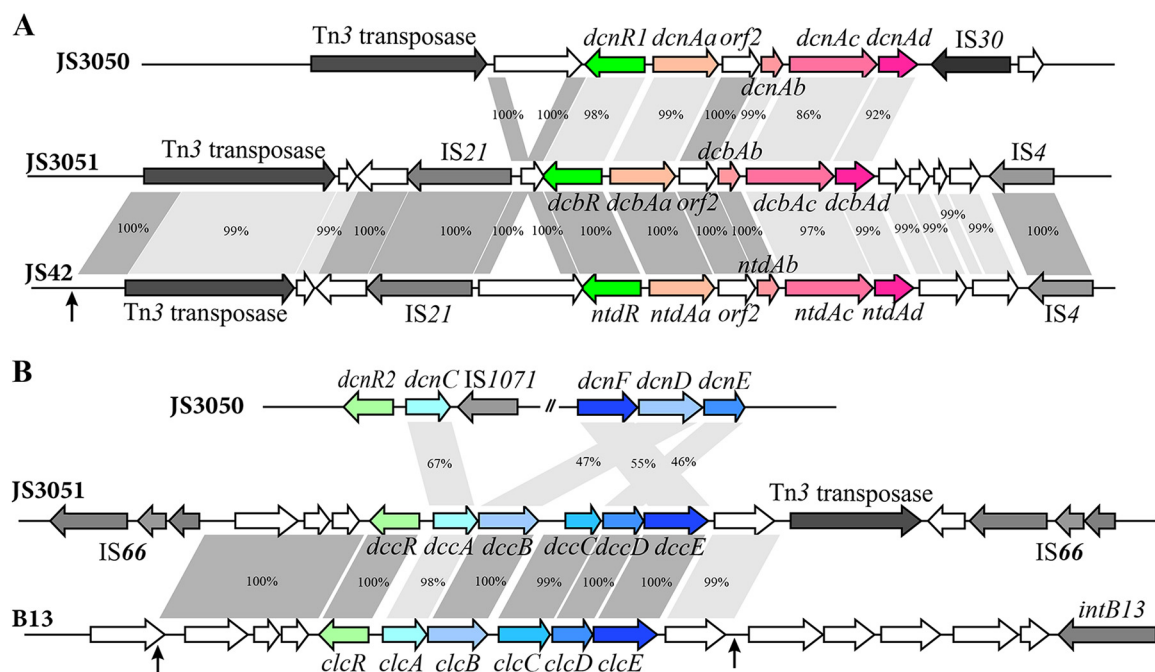 A
Tn3 transposase dcnR1 dcnAa orf2 dcnAc dcnAd IS30
JS3050
dcnAb
100% 100% 98% 99% 100% 99% 86% 92%
dcbAb
Tn3 transposase IS21 IS4
JS3051
dcbR dcbAa orf2 dcbAc dcbAd
100% 99% 99% 100% 100% 100% 100% 100% 100% 100% 100% 97% 99% 99% 99% 99% 99% 100%
ntdAb
JS42
Tn3 transposase IS21 ntdR ntdAa orf2 ntdAc ntdAd IS4
B
dcnR2 dcnC IS1071 dcnF dcnD dcnE
JS3050 //
67% 47% 55% 46%
JS3051
Tn3 transposase
IS66 dccR dccA dccB dccC dccD dccE IS66
100% 100% 98% 100% 99% 100% 100% 99%
B13 intB13
clcR clcA clcB clcC clcD clcE